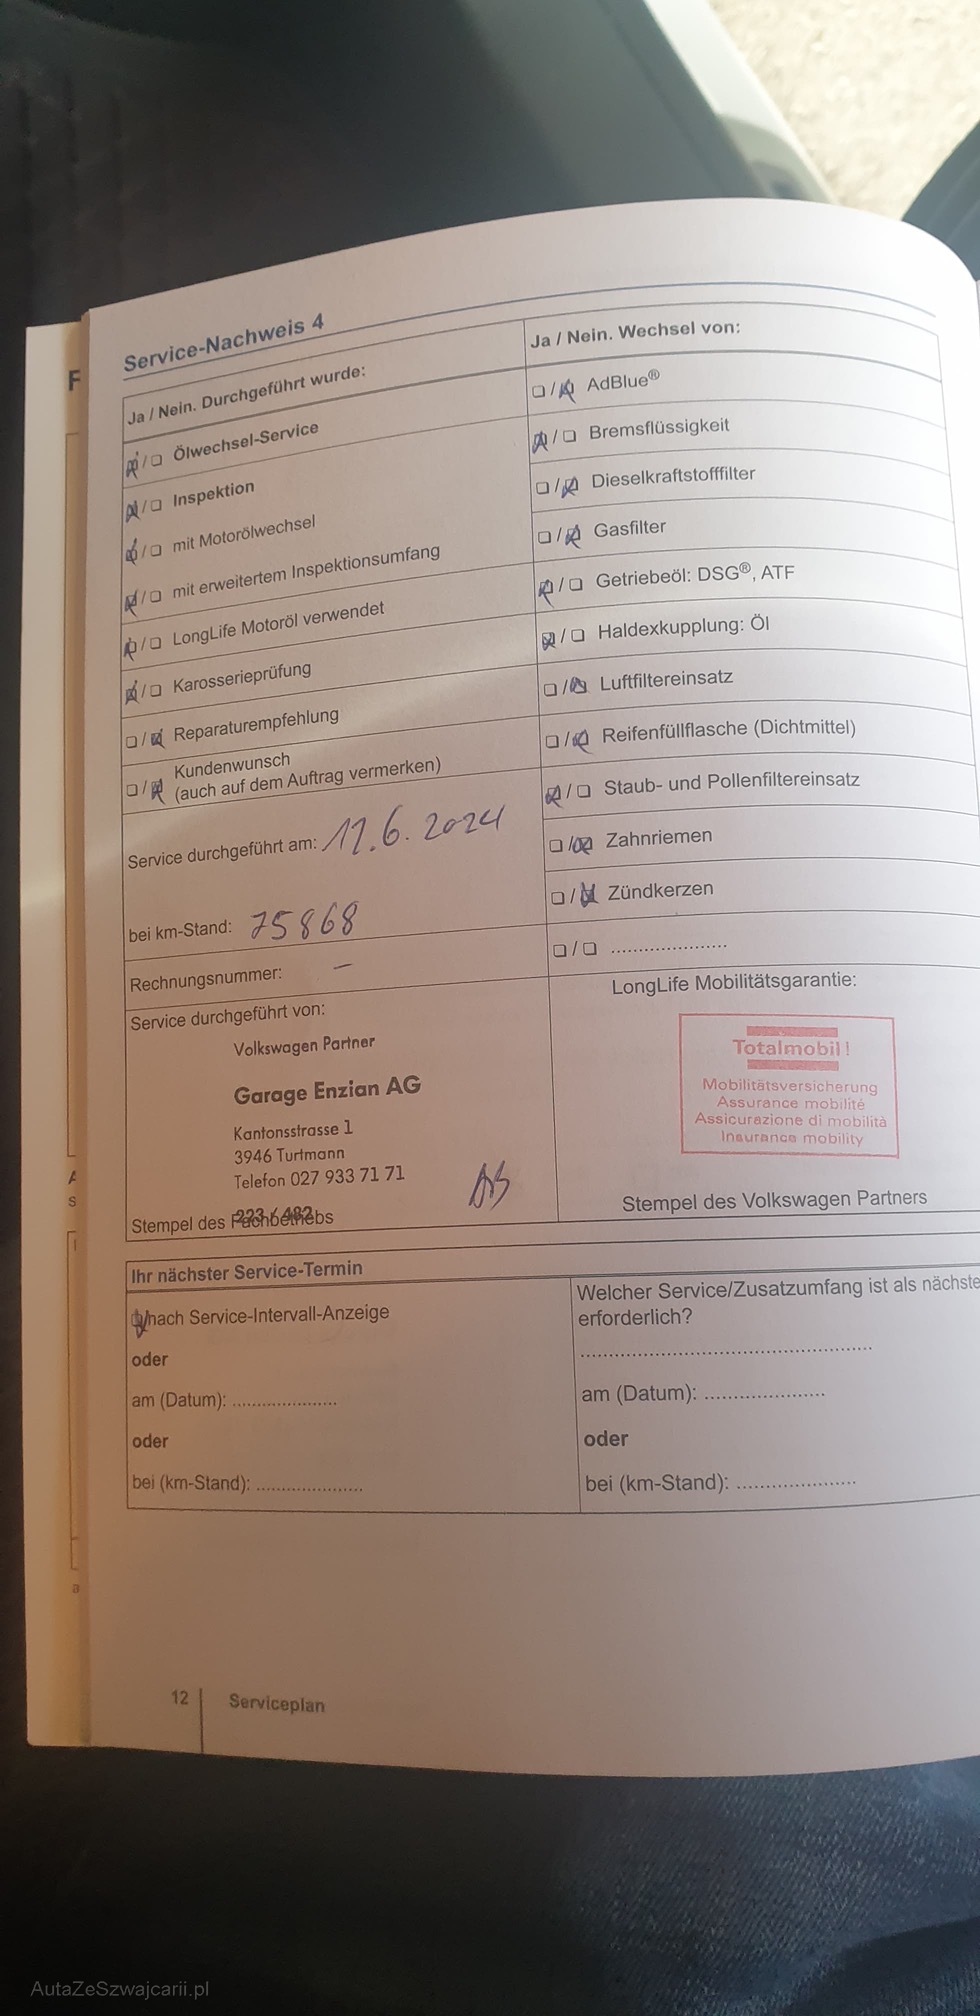 Service-Nachweis 4
Ja / Nein. Durchgeführt wurde:
Ölwechsel-Service
Inspektion
mit Motorölwechsel
mit erweitertem Inspektionsumfang
LongLife Motoröl verwendet
Karosserieprüfung
Reparaturempfehlung
Kundenwunsch
(auch auf dem Auftrag vermerken)
Service durchgeführt am: 11.6.2024
bei km-Stand: 75868
Rechnungsnummer: –
Service durchgeführt von:
Volkswagen Partner
Garage Enzian AG
Kantonsstrasse 1
3946 Turtmann
Telefon 027 933 71 71
223 / 482
Stempel des Fachbetriebs
Ja / Nein. Wechsel von:
AdBlue®
Bremsflüssigkeit
Dieselkraftstofffilter
Gasfilter
Getriebeöl: DSG®, ATF
Haldexkupplung: Öl
Luftfiltereinsatz
Reifenfüllflasche (Dichtmittel)
Staub- und Pollenfiltereinsatz
Zahnriemen
Zündkerzen
......................
LongLife Mobilitätsgarantie:
Totalmobil!
Mobilitätsversicherung
Assurance mobilité
Assicurazione di mobilità
Insurance mobility
Stempel des Volkswagen Partners
Ihr nächster Service-Termin
nach Service-Intervall-Anzeige
oder
am (Datum): ......................
oder
bei (km-Stand): ......................
Welcher Service/Zusatzumfang ist als nächste
erforderlich?
......................................................
am (Datum): ......................
oder
bei (km-Stand): ......................
12
Serviceplan
AutaZeSzwajcarii.pl